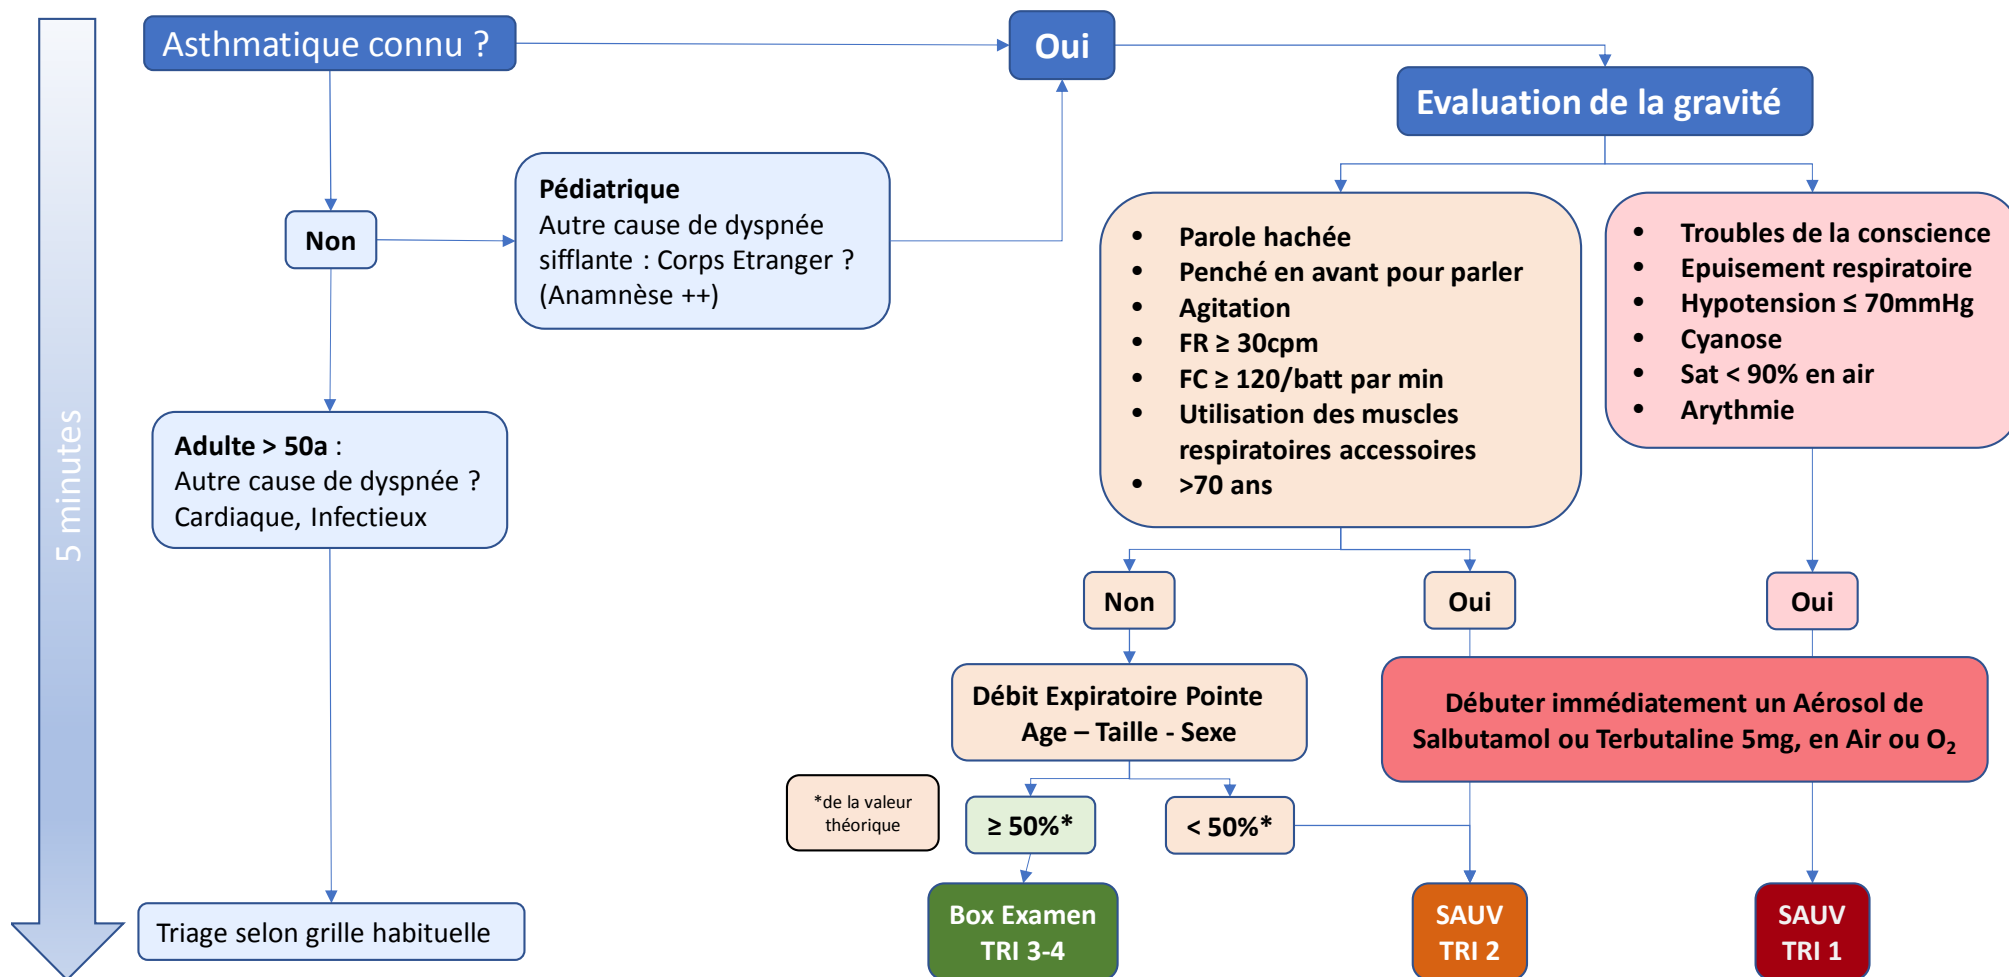 Asthmatique connu ?
Oui
Evaluation de la gravité
Pédiatrique
Autre cause de dyspnée
sifflante : Corps Etranger ?
(Anamnèse ++)
Non
• Parole hachée
• Penché en avant pour parler
• Agitation
• FR ≥ 30cpm
• FC ≥ 120/batt par min
• Utilisation des muscles
respiratoires accessoires
• >70 ans
• Troubles de la conscience
• Epuisement respiratoire
• Hypotension ≤ 70mmHg
• Cyanose
• Sat < 90% en air
• Arythmie
5 minutes
Adulte > 50a :
Autre cause de dyspnée ?
Cardiaque, Infectieux
Non
Oui
Oui
Débit Expiratoire Pointe
Age – Taille - Sexe
Débuter immédiatement un Aérosol de
Salbutamol ou Terbutaline 5mg, en Air ou O₂
*de la valeur
théorique
≥ 50%*
< 50%*
Triage selon grille habituelle
Box Examen
TRI 3-4
SAUV
TRI 2
SAUV
TRI 1